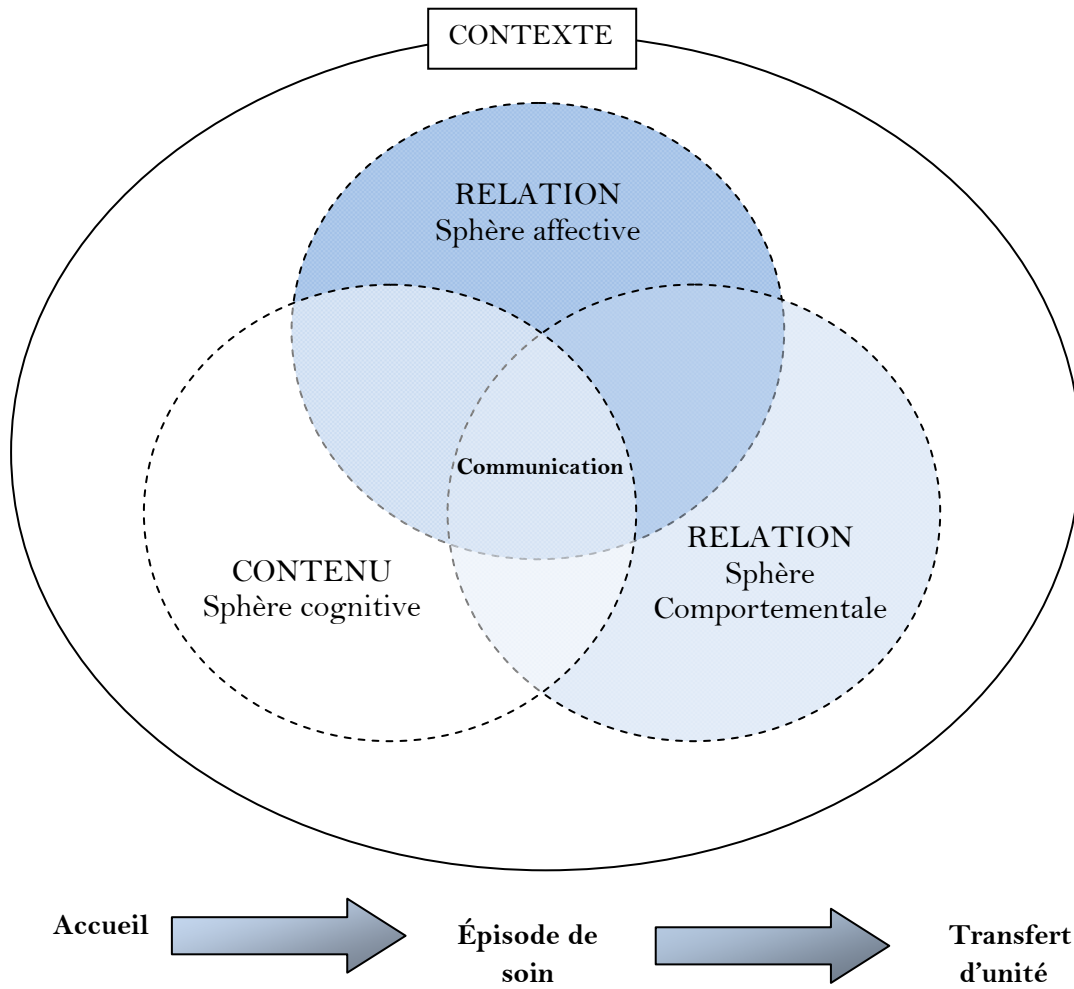 CONTEXTE
RELATION
Sphère affective
Communication
CONTENU
Sphère cognitive
RELATION
Sphère
Comportementale
Accueil
Épisode de
soin
Transfert
d’unité